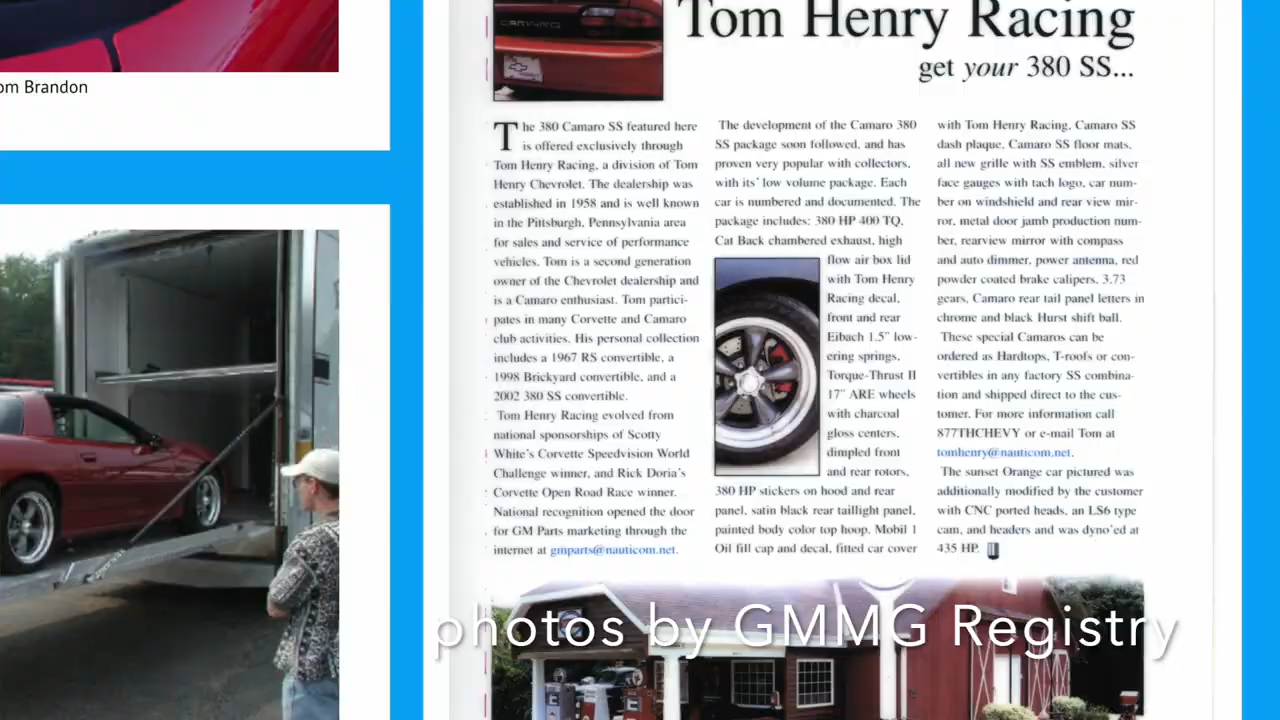 om Brandon
CAMARO
Tom Henry Racing
get your 380 SS...
The 380 Camaro SS featured here
is offered exclusively through
Tom Henry Racing, a division of Tom
Henry Chevrolet. The dealership was
established in 1958 and is well known
in the Pittsburgh, Pennsylvania area
for sales and service of performance
vehicles. Tom is a second generation
owner of the Chevrolet dealership and
is a Camaro enthusiast. Tom partici-
pates in many Corvette and Camaro
club activities. His personal collection
includes a 1967 RS convertible, a
1998 Brickyard convertible, and a
2002 380 SS convertible.
Tom Henry Racing evolved from
national sponsorships of Scotty
White's Corvette Speedvision World
Challenge winner, and Rick Doria's
Corvette Open Road Race winner.
National recognition opened the door
for GM Parts marketing through the
internet at gmparts@nauticom.net.
The development of the Camaro 380
SS package soon followed, and has
proven very popular with collectors,
with its' low volume package. Each
car is numbered and documented. The
package includes: 380 HP 400 TQ,
Cat Back chambered exhaust, high
flow air box lid
with Tom Henry
Racing decal,
front and rear
Eibach 1.5" low-
ering springs,
Torque-Thrust II
17" ARE wheels
with charcoal
gloss centers,
dimpled front
and rear rotors,
380 HP stickers on hood and rear
panel, satin black rear taillight panel,
painted body color top hoop, Mobil 1
Oil fill cap and decal, fitted car cover
with Tom Henry Racing, Camaro SS
dash plaque, Camaro SS floor mats,
all new grille with SS emblem, silver
face gauges with tach logo, car num-
ber on windshield and rear view mir-
ror, metal door jamb production num-
ber, rearview mirror with compass
and auto dimmer, power antenna, red
powder coated brake calipers, 3.73
gears, Camaro rear tail panel letters in
chrome and black Hurst shift ball.
These special Camaros can be
ordered as Hardtops, T-roofs or con-
vertibles in any factory SS combina-
tion and shipped direct to the cus-
tomer. For more information call
877THCHEVY or e-mail Tom at
tomhenry@nauticom.net.
The sunset Orange car pictured was
additionally modified by the customer
with CNC ported heads, an LS6 type
cam, and headers and was dyno'ed at
435 HP.
photos by GMMG Registry